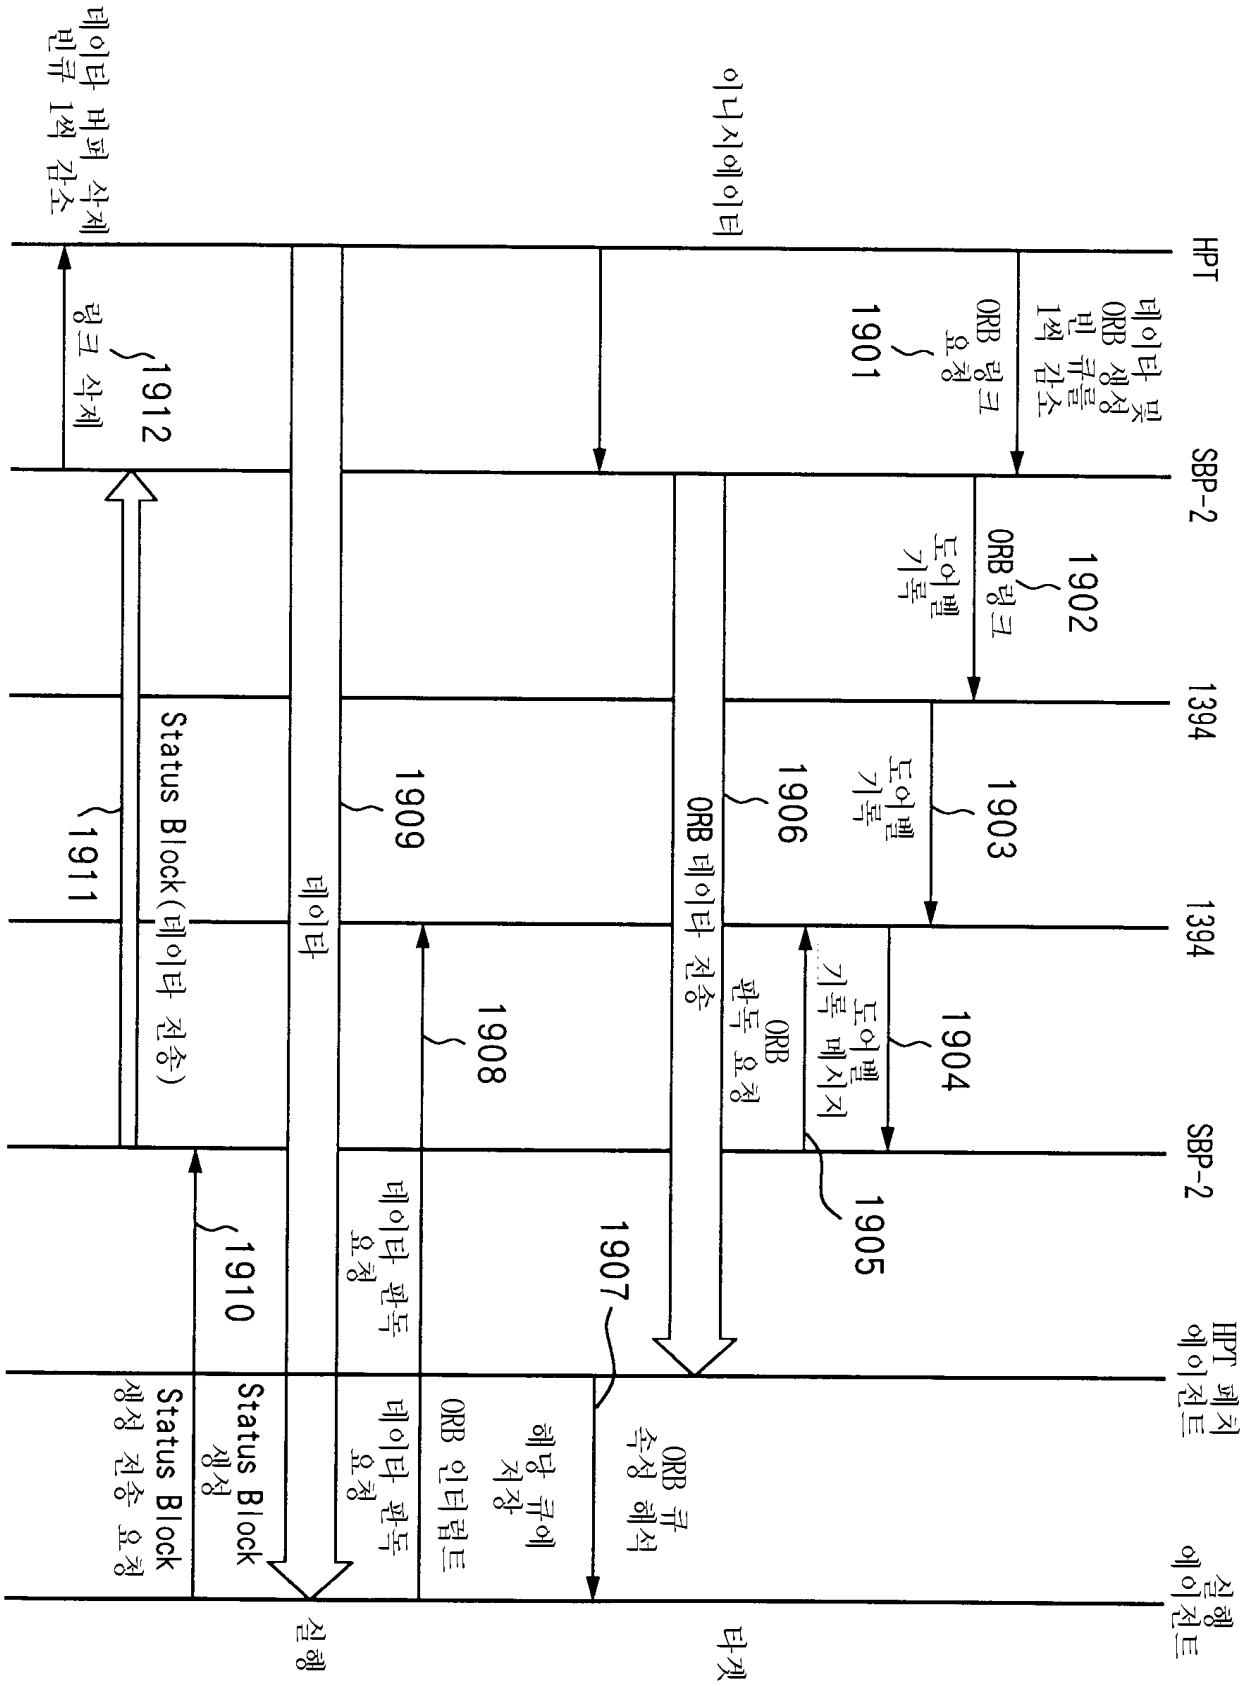 이니시에이터
타겟
HPT
SBP-2
1394
1394
SBP-2
HPT 페치
에이전트
실행
에이전트
데이타 및
ORB 생성
빈 큐를
1씩 감소
ORB 링크
요청
1901
1902
ORB 링크
도어벨
기록
1903
도어벨
기록
1904
도어벨
기록 메시지
1905
ORB
판독 요청
1906
ORB 데이타 전송
1907
ORB 큐
속성 해석
해당 큐에
저장
ORB 인터럽트
1908
데이타 판독
요청
데이타 판독
요청
1909
데이타
실행
Status Block
생성
1910
Status Block
생성 전송 요청
Status Block(데이타 전송)
1911
1912
링크 삭제
데이타 버퍼 삭제
빈큐 1씩 감소